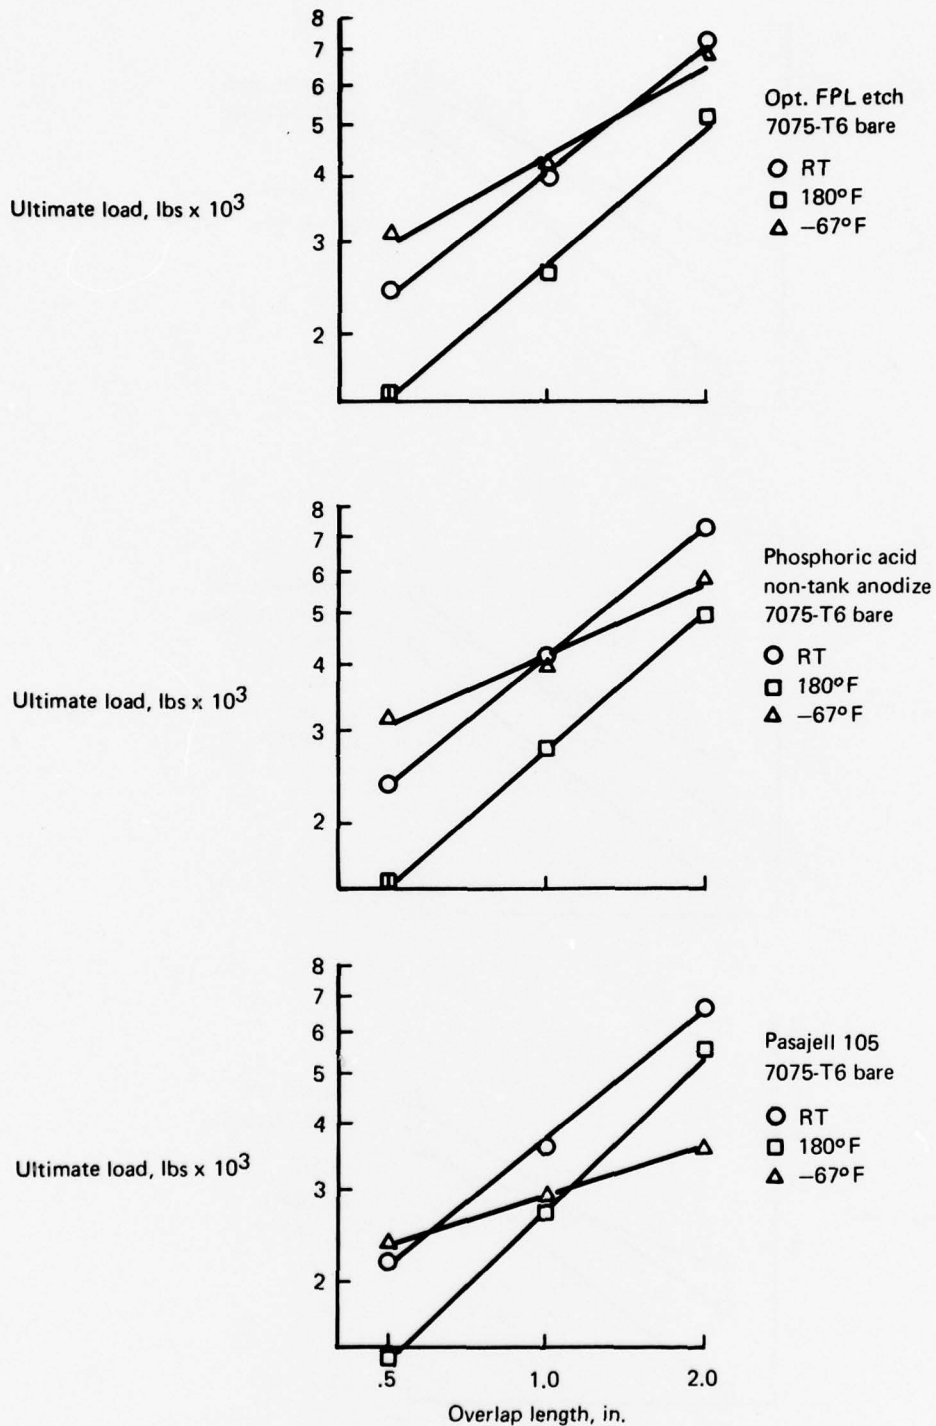 8
7
6
5
4
3
2
Ultimate load, lbs x 10³
Opt. FPL etch
7075-T6 bare
RT
180°F
−67°F
8
7
6
5
4
3
2
Ultimate load, lbs x 10³
Phosphoric acid
non-tank anodize
7075-T6 bare
RT
180°F
−67°F
8
7
6
5
4
3
2
Ultimate load, lbs x 10³
Pasajell 105
7075-T6 bare
RT
180°F
−67°F
.5 1.0 2.0
Overlap length, in.